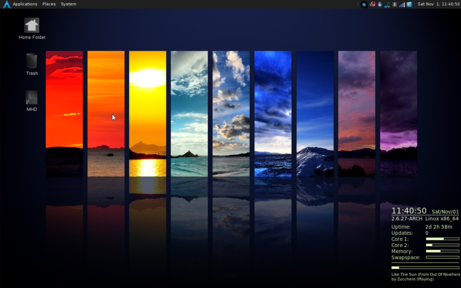 Applications Places System
Sat Nov 1, 11:40:50
Home Folder
Trash
MHD
11:40:50 Sat/Nov/01
2.6.27-ARCH Linux x86_64
Uptime: 2d 2h 58m
Updates: 0
Core 1:
Core 2:
Memory:
Swapspace:
Like The Sun (From Out Of Nowhere
by Zucchero (Playing)